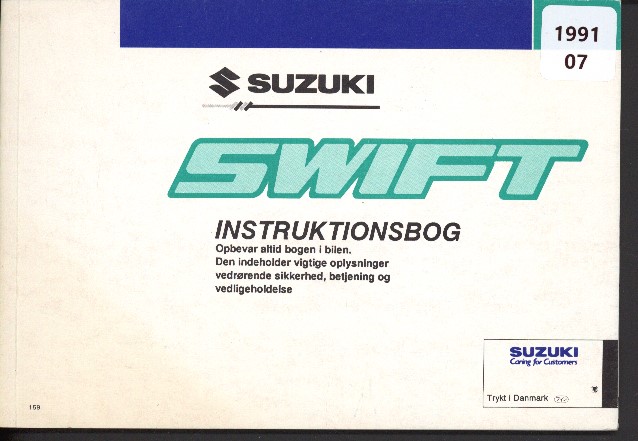 1991
07
SUZUKI
SWIFT
INSTRUKTIONSBOG
Opbevar altid bogen i bilen.
Den indeholder vigtige oplysninger
vedrørende sikkerhed, betjening og
vedligeholdelse
SUZUKI
Caring for Customers
Trykt i Danmark
159